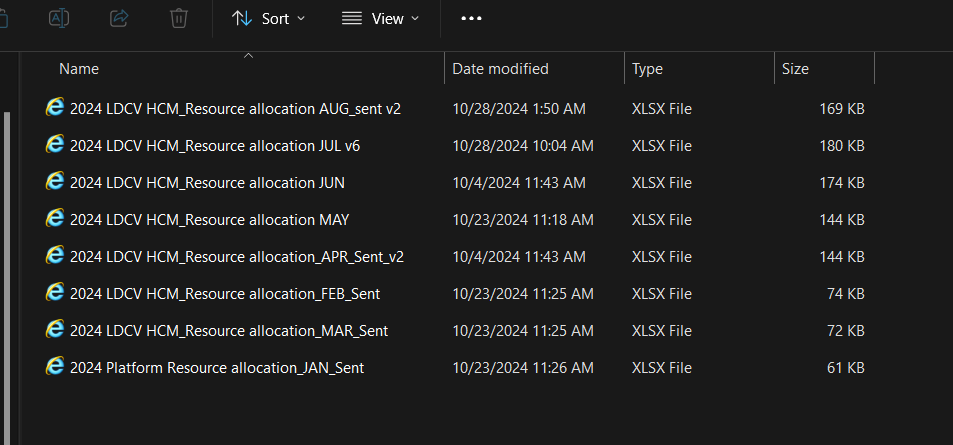 Sort View ...
Name Date modified Type Size
2024 LDCV HCM_Resource allocation AUG_sent v2 10/28/2024 1:50 AM XLSX File 169 KB
2024 LDCV HCM_Resource allocation JUL v6 10/28/2024 10:04 AM XLSX File 180 KB
2024 LDCV HCM_Resource allocation JUN 10/4/2024 11:43 AM XLSX File 174 KB
2024 LDCV HCM_Resource allocation MAY 10/23/2024 11:18 AM XLSX File 144 KB
2024 LDCV HCM_Resource allocation_APR_Sent_v2 10/4/2024 11:43 AM XLSX File 144 KB
2024 LDCV HCM_Resource allocation_FEB_Sent 10/23/2024 11:25 AM XLSX File 74 KB
2024 LDCV HCM_Resource allocation_MAR_Sent 10/23/2024 11:25 AM XLSX File 72 KB
2024 Platform Resource allocation_JAN_Sent 10/23/2024 11:26 AM XLSX File 61 KB